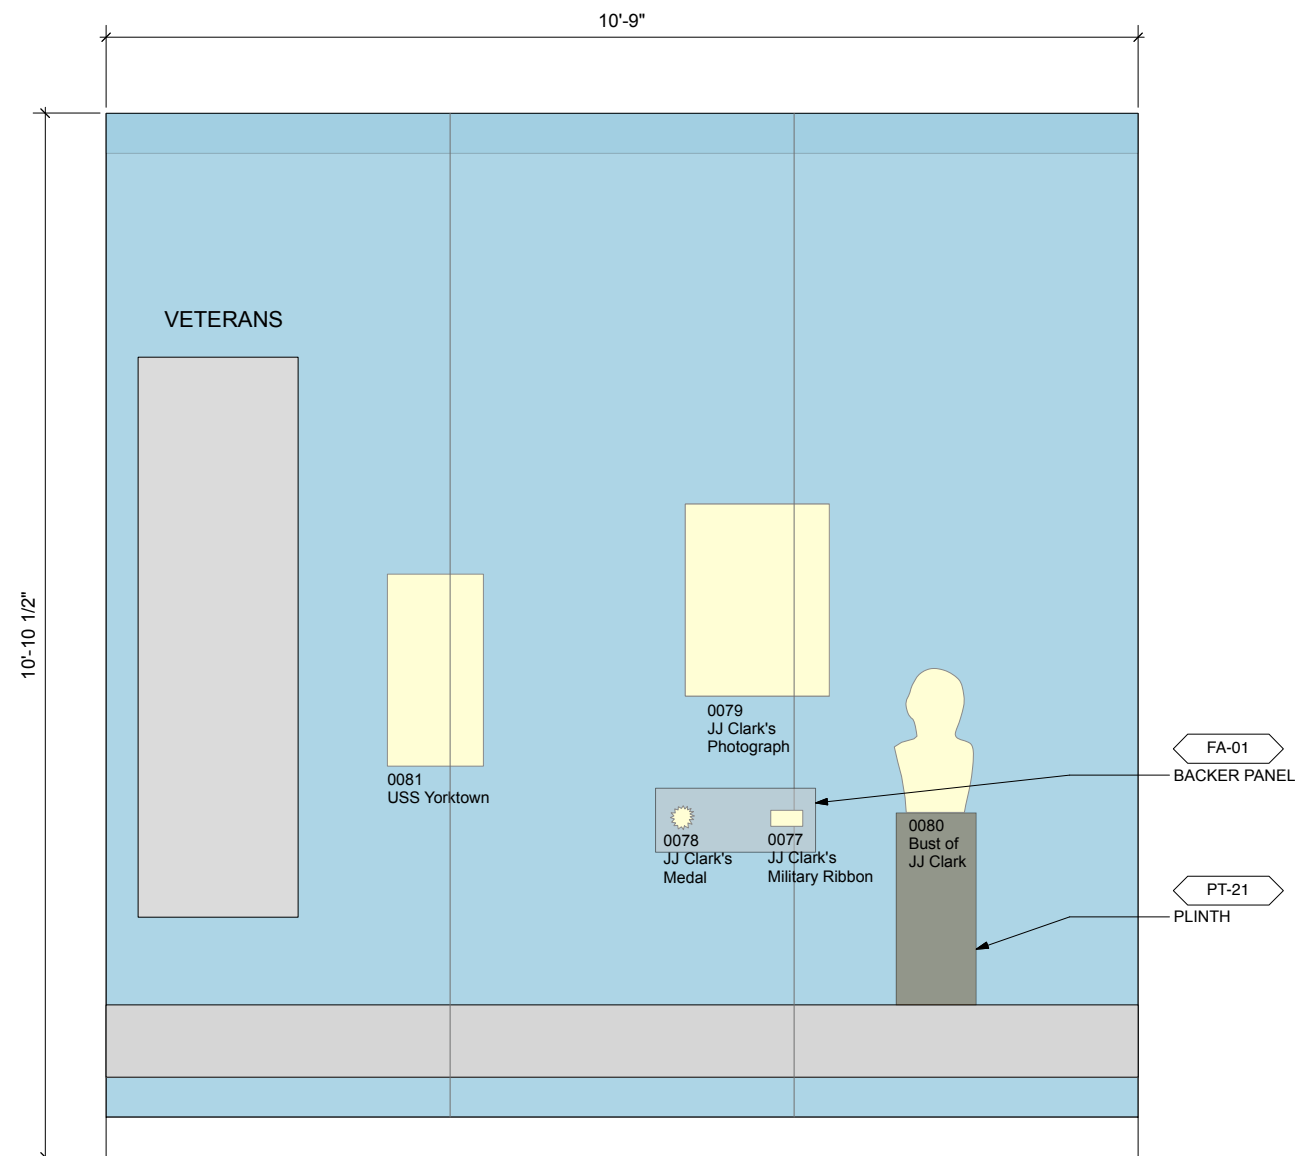 10'-9"
10'-10 1/2"
VETERANS
0081
USS Yorktown
0079
JJ Clark's
Photograph
0078
JJ Clark's
Medal
0077
JJ Clark's
Military Ribbon
0080
Bust of
JJ Clark
FA-01
BACKER PANEL
PT-21
PLINTH